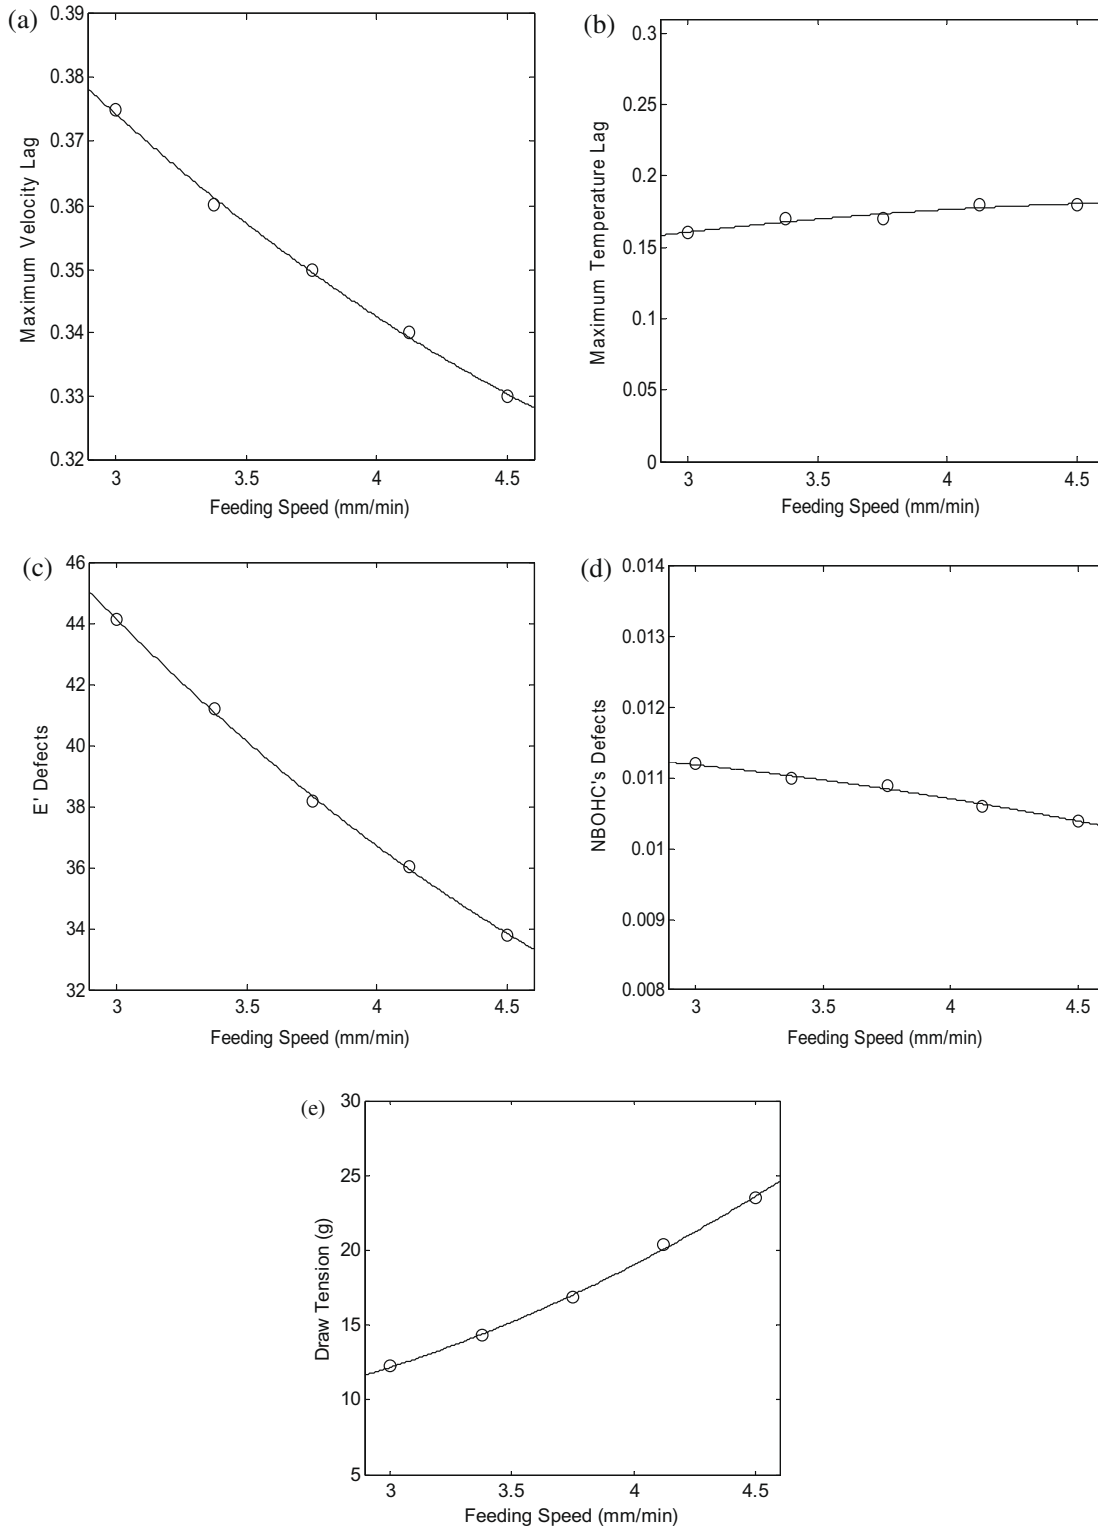 (a)
0.39
0.38
0.37
0.36
0.35
0.34
0.33
0.32
Maximum Velocity Lag
3 3.5 4 4.5
Feeding Speed (mm/min)
(b)
0.3
0.25
0.2
0.15
0.1
0.05
0
Maximum Temperature Lag
3 3.5 4 4.5
Feeding Speed (mm/min)
(c)
46
44
42
40
38
36
34
32
E' Defects
3 3.5 4 4.5
Feeding Speed (mm/min)
(d)
0.014
0.013
0.012
0.011
0.01
0.009
0.008
NBOHC's Defects
3 3.5 4 4.5
Feeding Speed (mm/min)
(e)
30
25
20
15
10
5
Draw Tension (g)
3 3.5 4 4.5
Feeding Speed (mm/min)